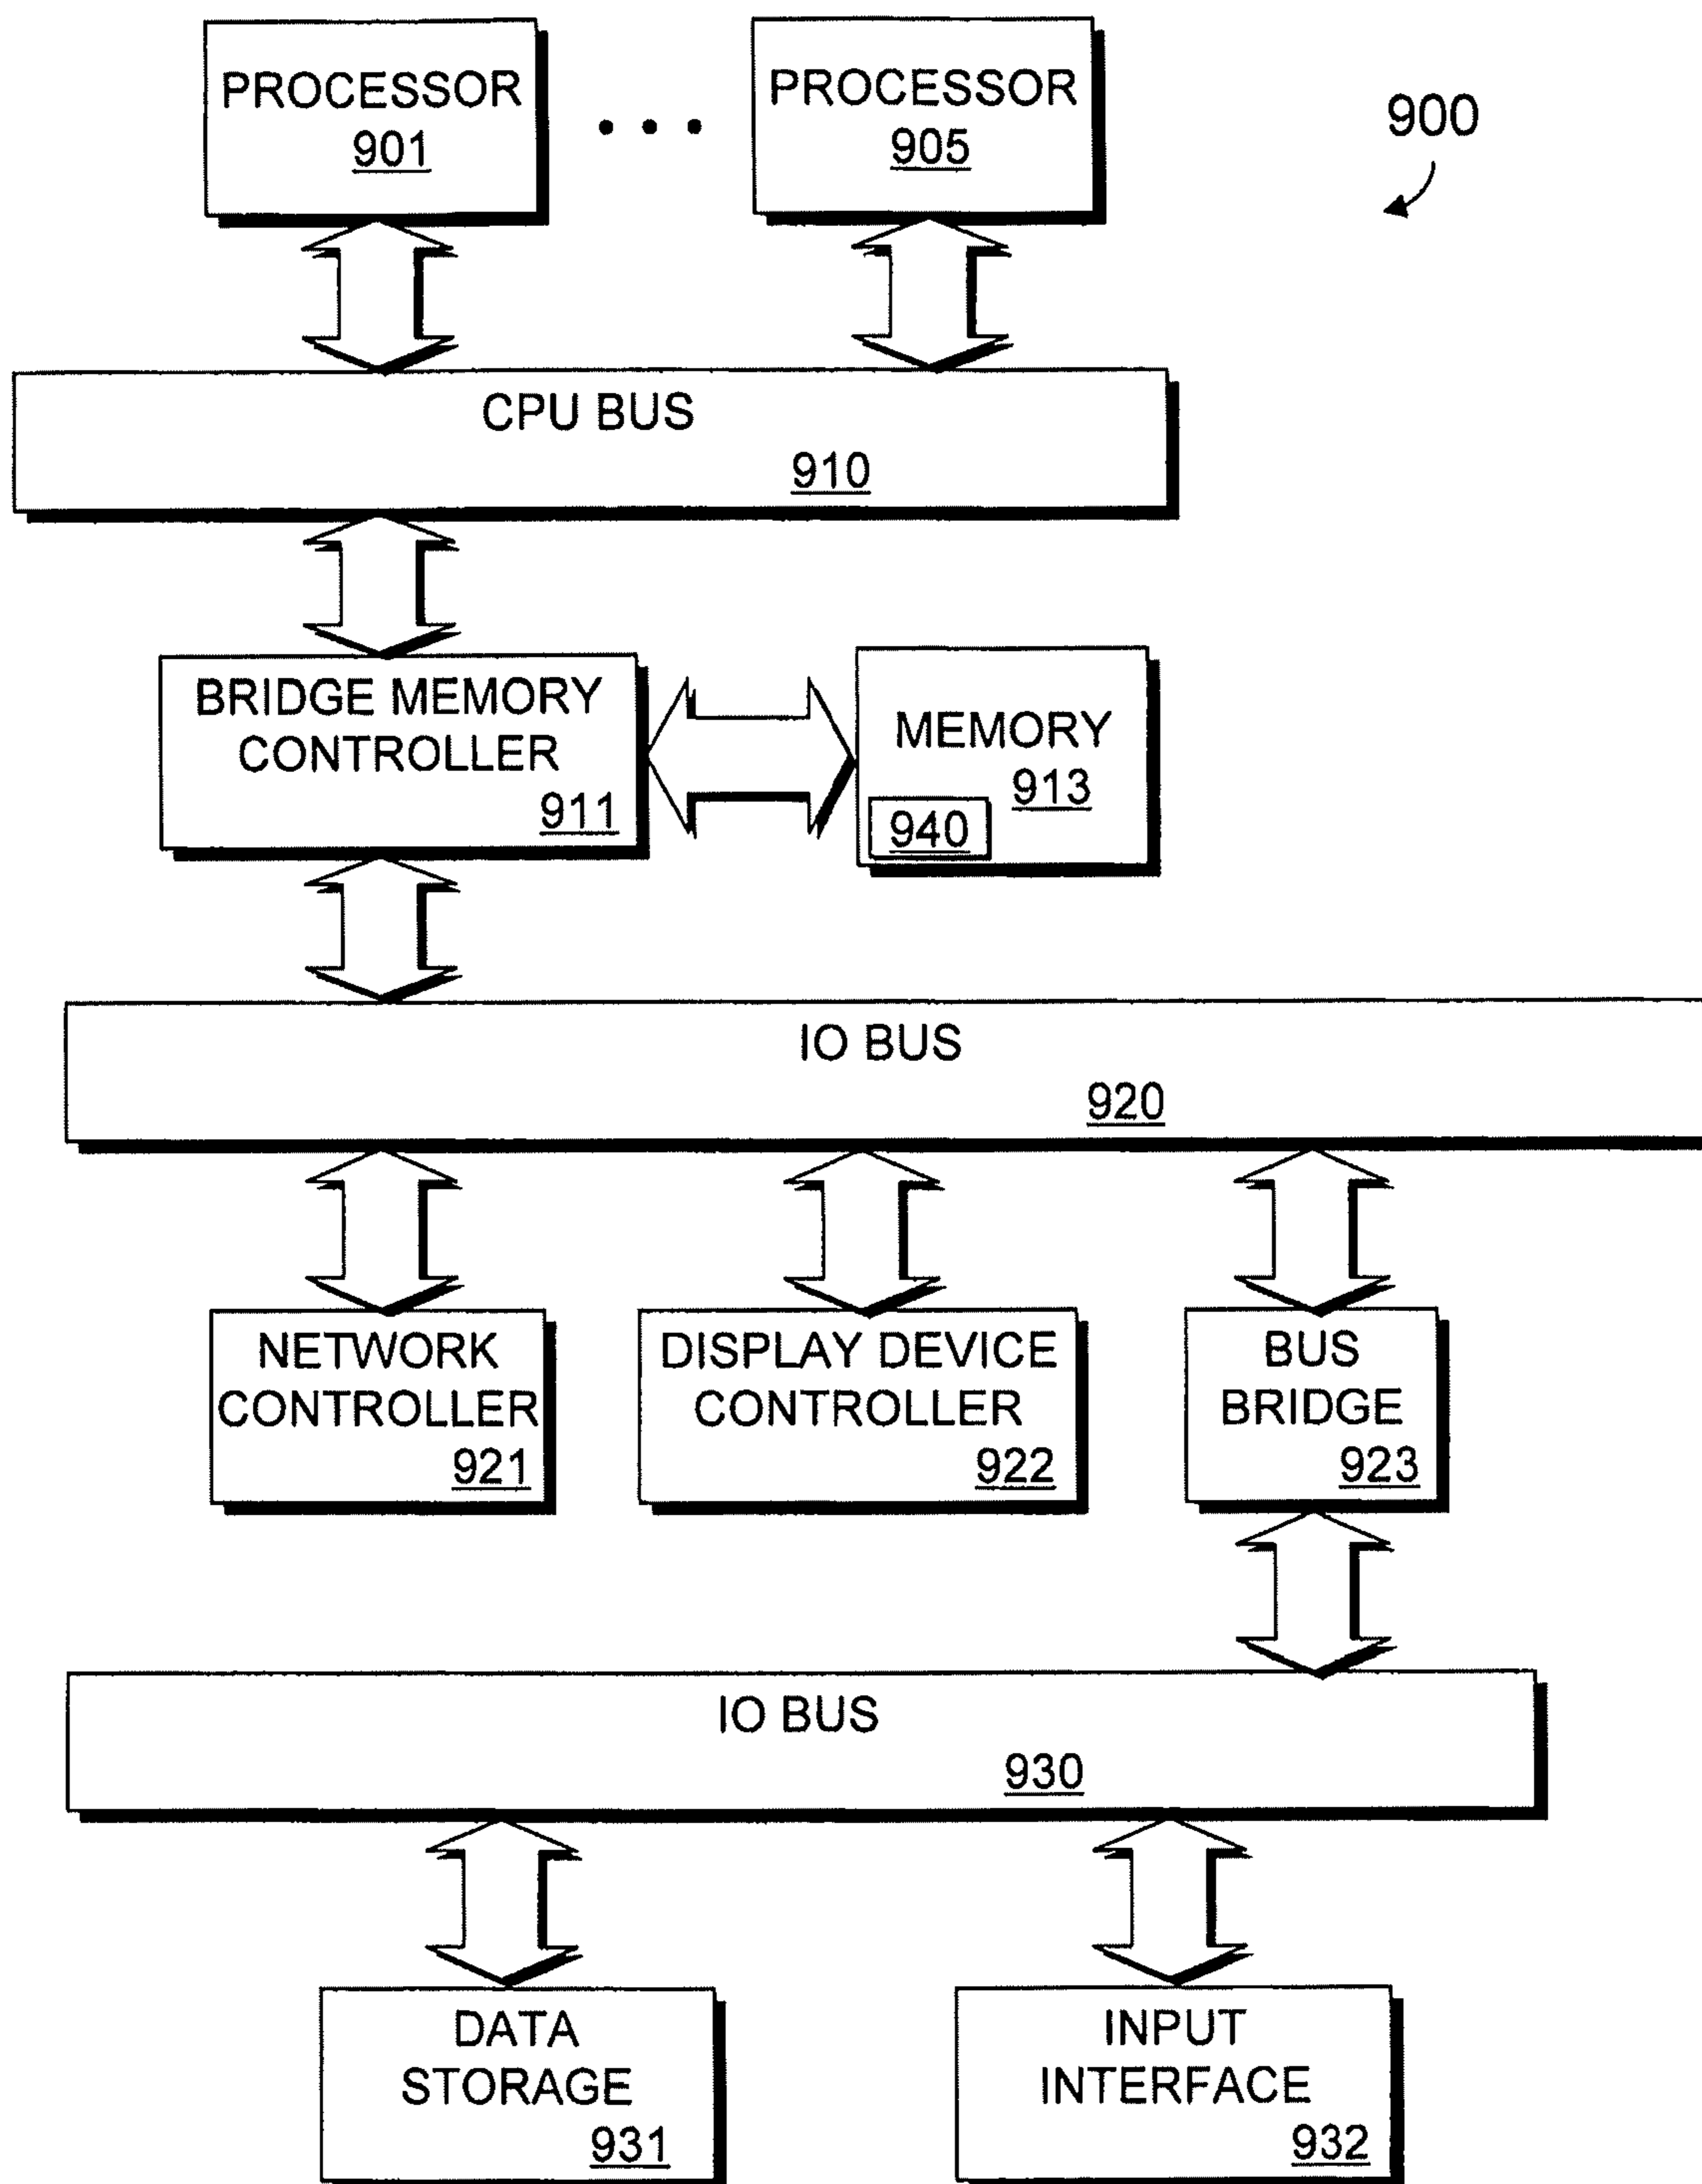 PROCESSOR
901
PROCESSOR
905
900
CPU BUS
910
BRIDGE MEMORY
CONTROLLER
911
MEMORY
913
940
IO BUS
920
NETWORK
CONTROLLER
921
DISPLAY DEVICE
CONTROLLER
922
BUS
BRIDGE
923
IO BUS
930
DATA
STORAGE
931
INPUT
INTERFACE
932